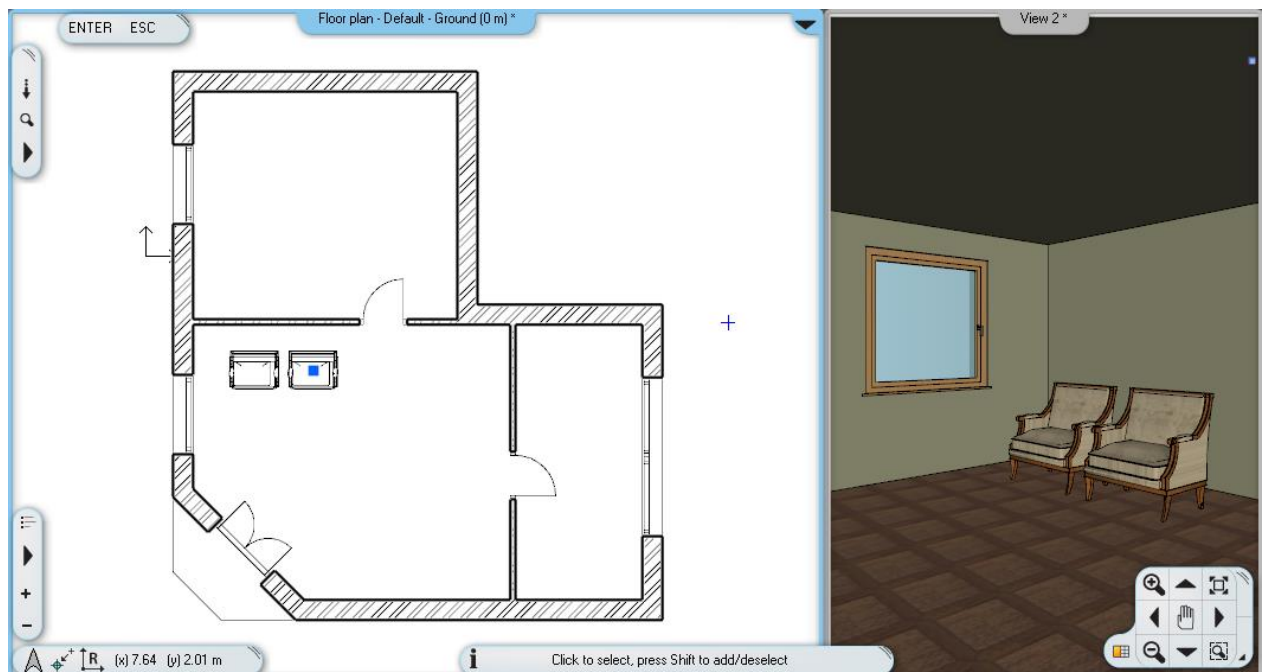 ENTER ESC
Floor plan - Default - Ground (0 m) *
View 2 *
R (x) 7.64 (y) 2.01 m
i Click to select, press Shift to add/deselect